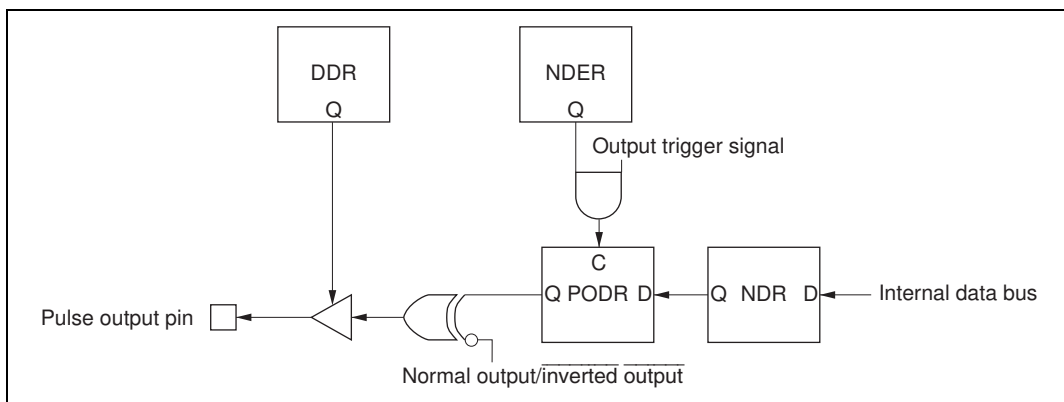 DDR
Q
NDER
Q
Output trigger signal
C
Q PODR D
Q NDR D
Internal data bus
Pulse output pin
Normal output/inverted output